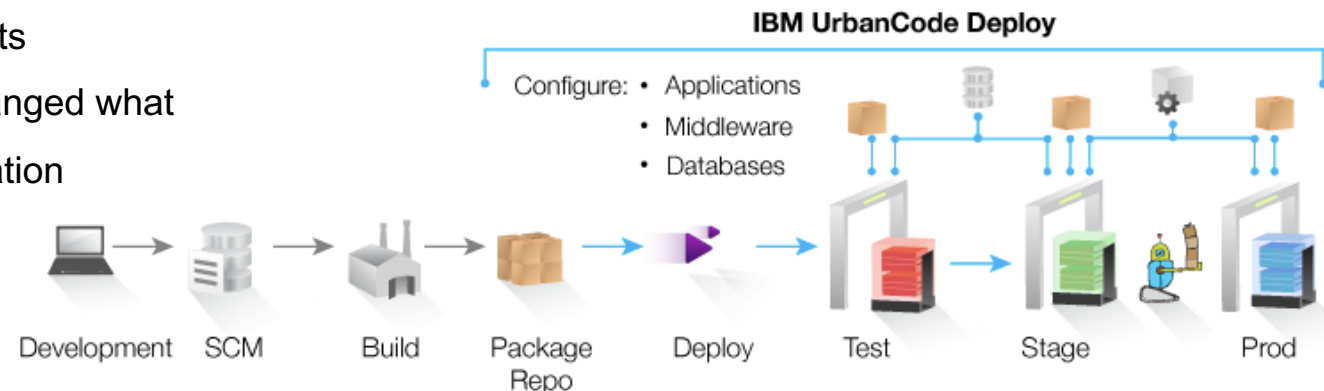 ts
anged what
ation
IBM UrbanCode Deploy
Configure: • Applications
• Middleware
• Databases
Development SCM Build Package Repo Deploy Test Stage Prod